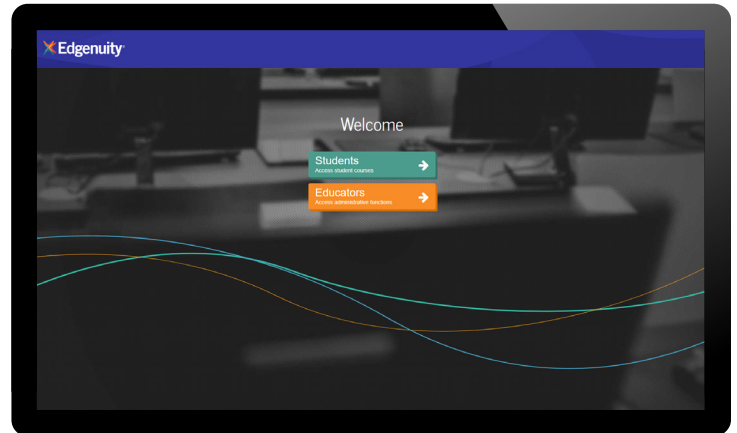 Edgenuity
Welcome
Students
Access student courses
Educators
Access administrative functions